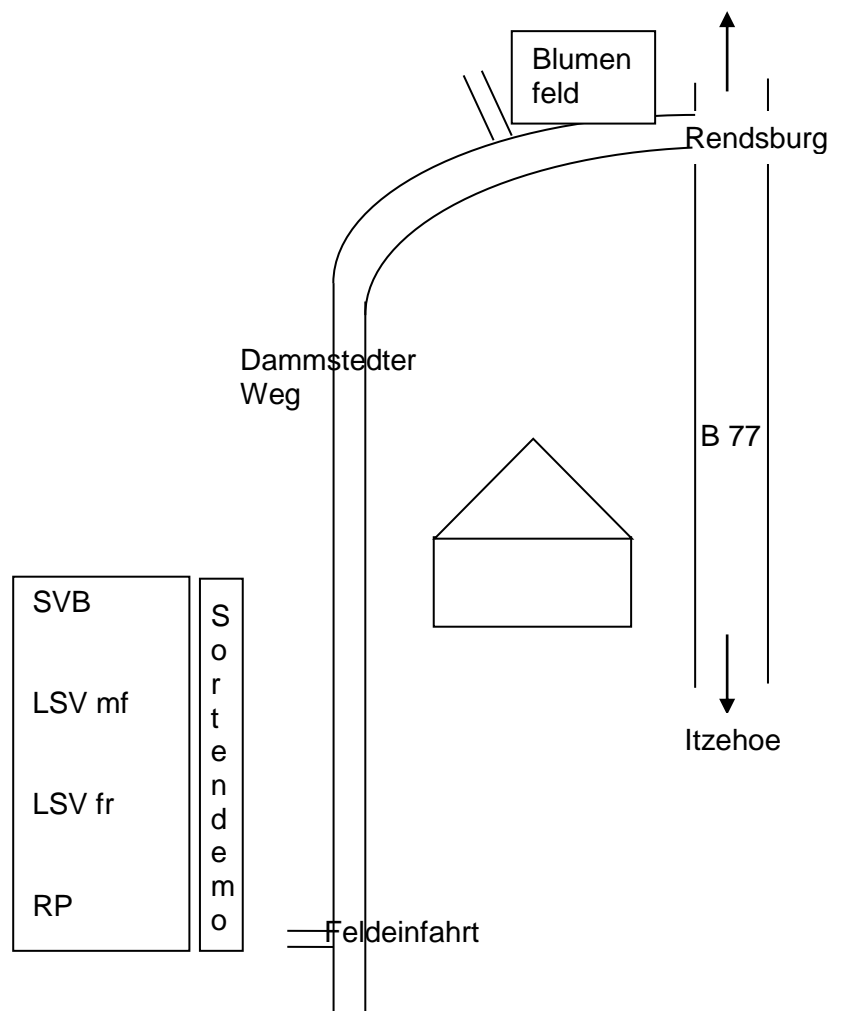 Blumen
feld
Rendsburg
Dammstedter
Weg
B 77
SVB
LSV mf
LSV fr
RP
S
o
r
t
e
n
d
e
m
o
Itzehoe
Feldeinfahrt